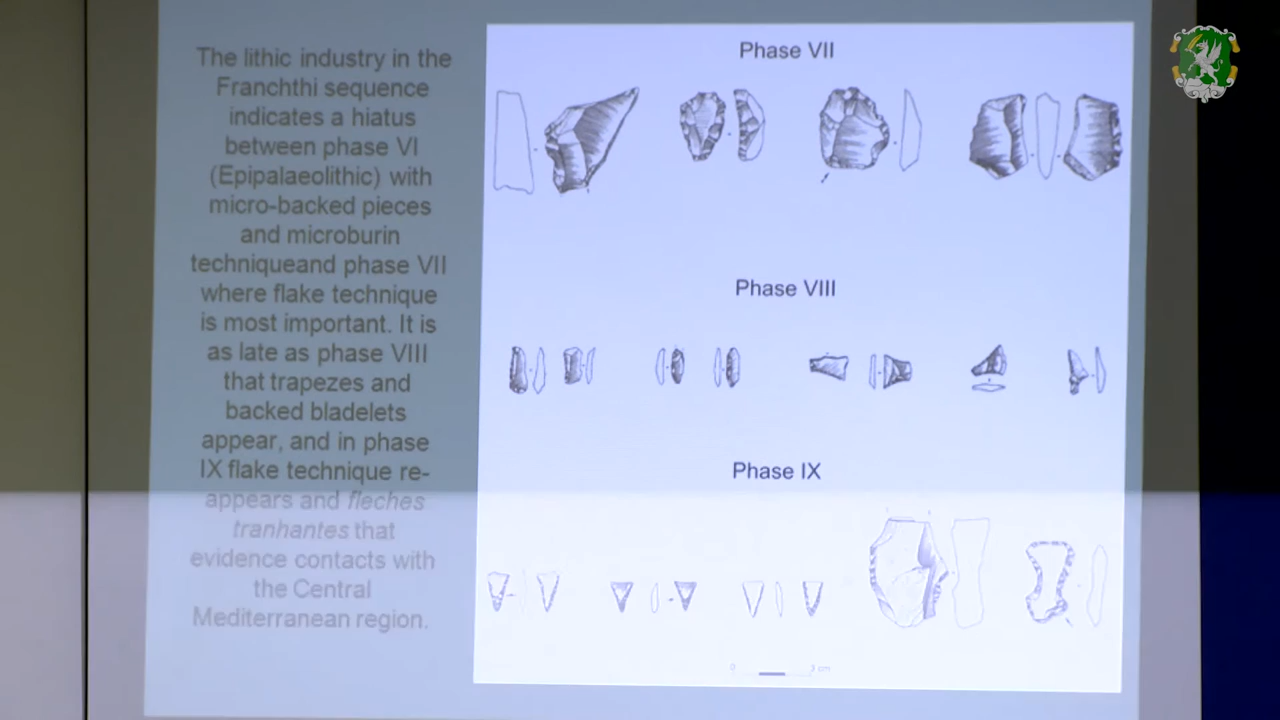 The lithic industry in the
Franchthi sequence
indicates a hiatus
between phase VI
(Epipalaeolithic) with
micro-backed pieces
and microburin
techniqueand phase VII
where flake technique
is most important. It is
as late as phase VIII
that trapezes and
backed bladelets
appear, and in phase
IX flake technique re-
appears and fleches
tranhantes that
evidence contacts with
the Central
Mediterranean region.
Phase VII
Phase VIII
Phase IX
0 3 cm